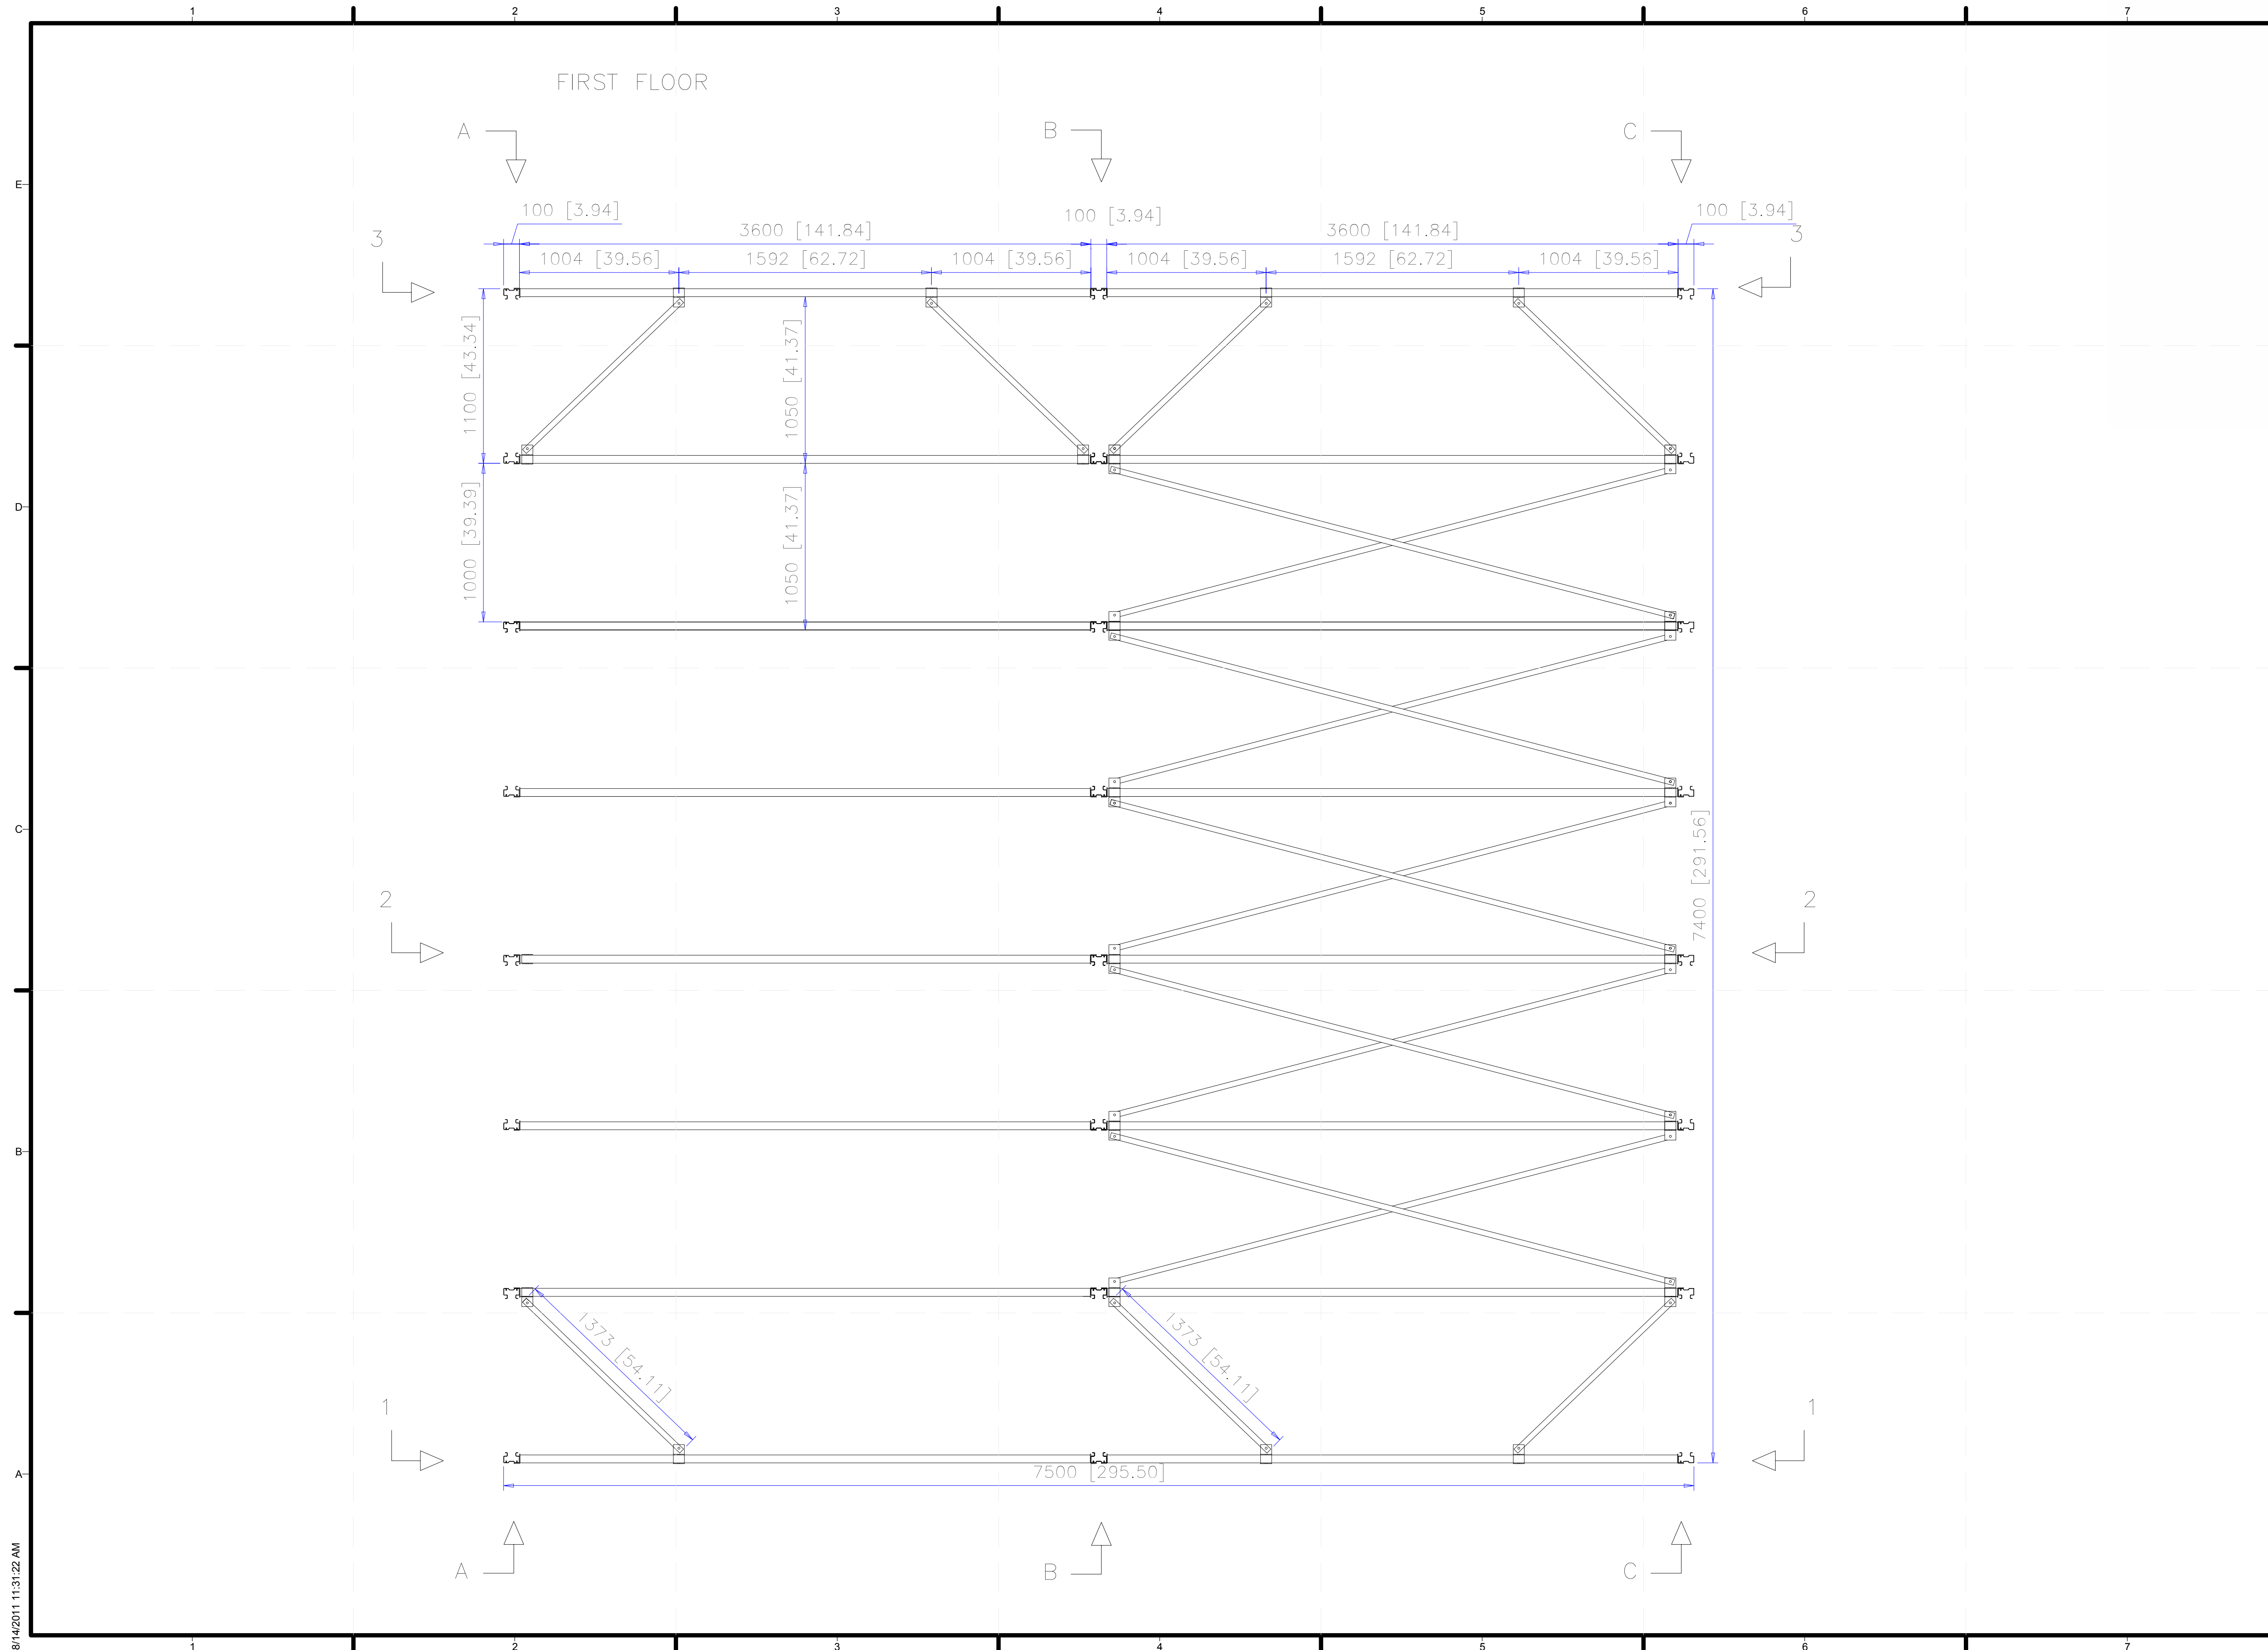 1 2 3 4 5 6 7
FIRST FLOOR
A B C
E
100 [3.94] 100 [3.94] 100 [3.94]
3 3600 [141.84] 3600 [141.84] 3
1004 [39.56] 1592 [62.72] 1004 [39.56] 1004 [39.56] 1592 [62.72] 1004 [39.56]
1100 [43.34]
1050 [41.37]
D
1000 [39.39]
1050 [41.37]
C
7400 [291.56]
2 2
B
1373 [54.11] 1373 [54.11]
1 1
A
7500 [295.50]
A B C
8/14/2011 11:31:22 AM
1 2 3 4 5 6 7